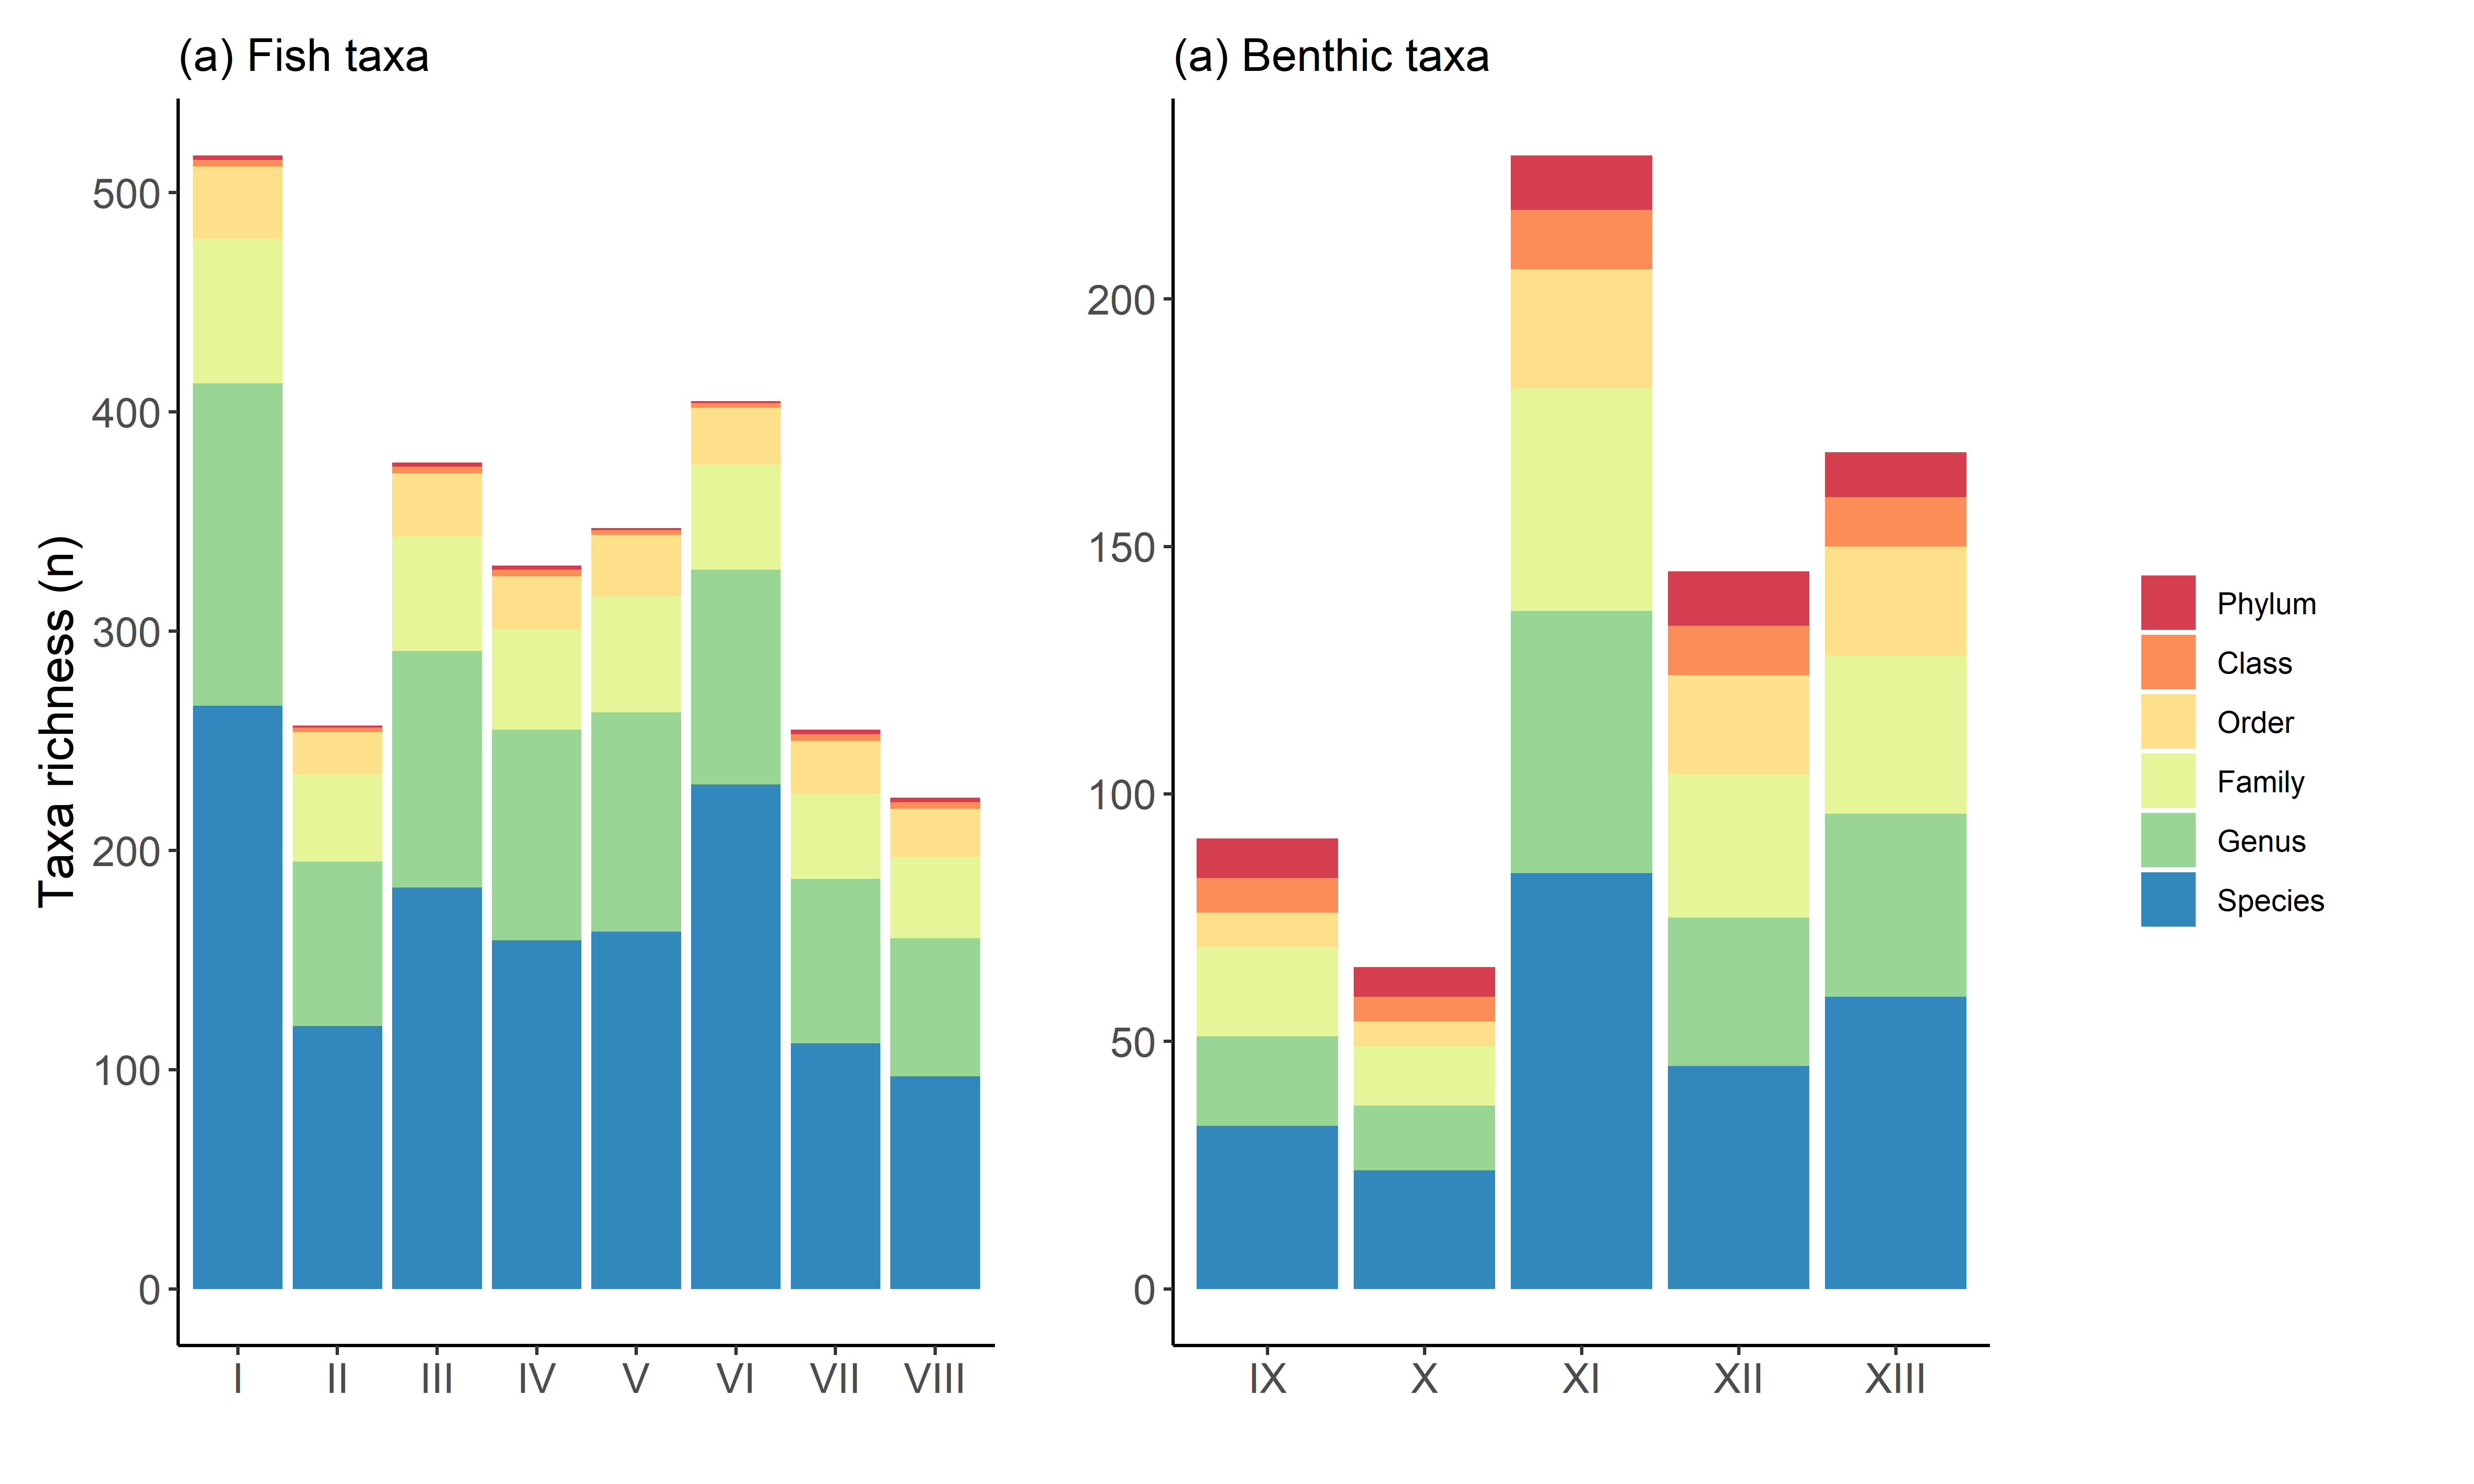 (a) Fish taxa
Taxa richness (n)
500
400
300
200
100
0
I II III IV V VI VII VIII
(a) Benthic taxa
200
150
100
50
0
IX X XI XII XIII
Phylum
Class
Order
Family
Genus
Species